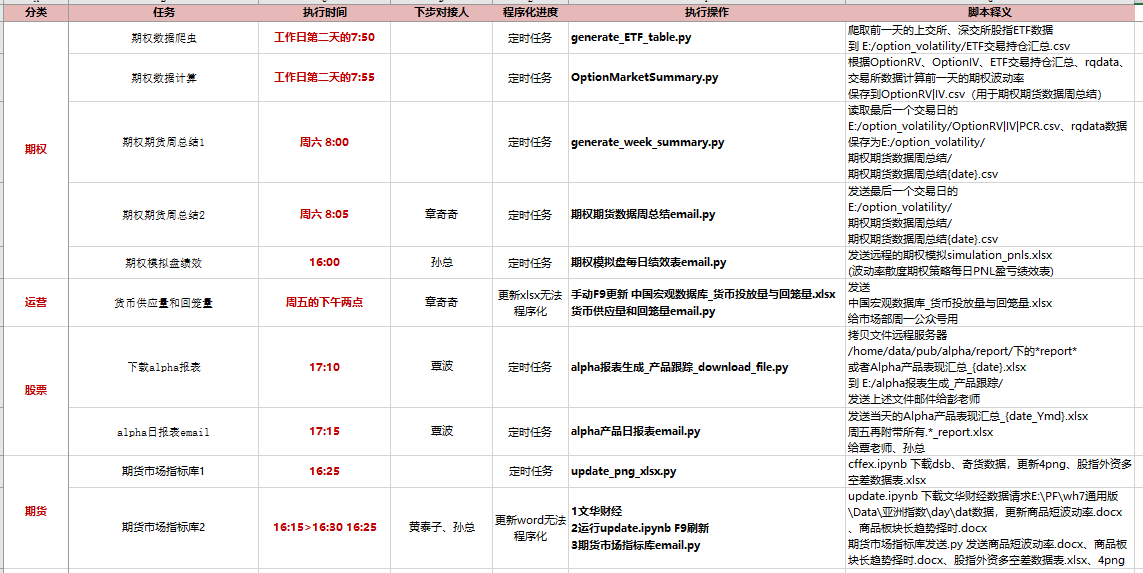 分类 任务 执行时间 下步对接人 程序化进度 执行操作 脚本释义
期权
期权数据爬虫 工作日第二天的7:50 定时任务 generate_ETF_table.py
爬取前一天的上交所、深交所股指ETF数据
到 E:/option_volatility/ETF交易持仓汇总.csv
期权数据计算 工作日第二天的7:55 定时任务 OptionMarketSummary.py
根据OptionRV、OptionIV、ETF交易持仓汇总、rqdata、
交易所数据计算前一天的期权波动率
保存到OptionRV|IV.csv（用于期权期货数据周总结）
期权期货周总结1 周六 8:00 定时任务 generate_week_summary.py
读取最后一个交易日的
E:/option_volatility/OptionRV|IV|PCR.csv、rqdata数据
保存为E:/option_volatility/
期权期货数据周总结/
期权期货数据周总结{date}.csv
期权期货周总结2 周六 8:05 章奇奇 定时任务 期权期货数据周总结email.py
发送最后一个交易日的
E:/option_volatility/
期权期货数据周总结/
期权期货数据周总结{date}.csv
期权模拟盘绩效 16:00 孙总 定时任务 期权模拟盘每日绩效表email.py
发送远程的期权模拟simulation_pnls.xlsx
(波动率散度期权策略每日PNL盈亏绩效表)
运营
货币供应量和回笼量 周五的下午两点 章奇奇
更新xlsx无法
程序化
手动F9更新 中国宏观数据库_货币投放量与回笼量.xlsx
货币供应量和回笼量email.py
发送
中国宏观数据库_货币投放量与回笼量.xlsx
给市场部周一公众号用
股票
下载alpha报表 17:10 覃波 定时任务 alpha报表生成_产品跟踪_download_file.py
拷贝文件远程服务器
/home/data/pub/alpha/report/下的*report*
或者Alpha产品表现汇总_{date}.xlsx
到 E:/alpha报表生成_产品跟踪/
发送上述文件邮件给彭老师
alpha日报表email 17:15 覃波 定时任务 alpha产品日报表email.py
发送当天的Alpha产品表现汇总_{date_Ymd}.xlsx
周五再附带所有.*_report.xlsx
给覃老师、孙总
期货
期货市场指标库1 16:25 定时任务 update_png_xlsx.py
cffex.ipynb 下载dsb、奇货数据，更新4png、股指外资多
空差数据表.xlsx
期货市场指标库2 16:15>16:30 16:25 黄泰子、孙总
更新word无法
程序化
1文华财经
2运行update.ipynb F9刷新
3期货市场指标库email.py
update.ipynb 下载文华财经数据请求E:\PF\wh7通用版
\Data\亚洲指数\day\dat数据，更新商品短波动率.docx
、商品板块长趋势择时.docx
期货市场指标库发送.py 发送商品短波动率.docx、商品板
块长趋势择时.docx、股指外资多空差数据表.xlsx、4png